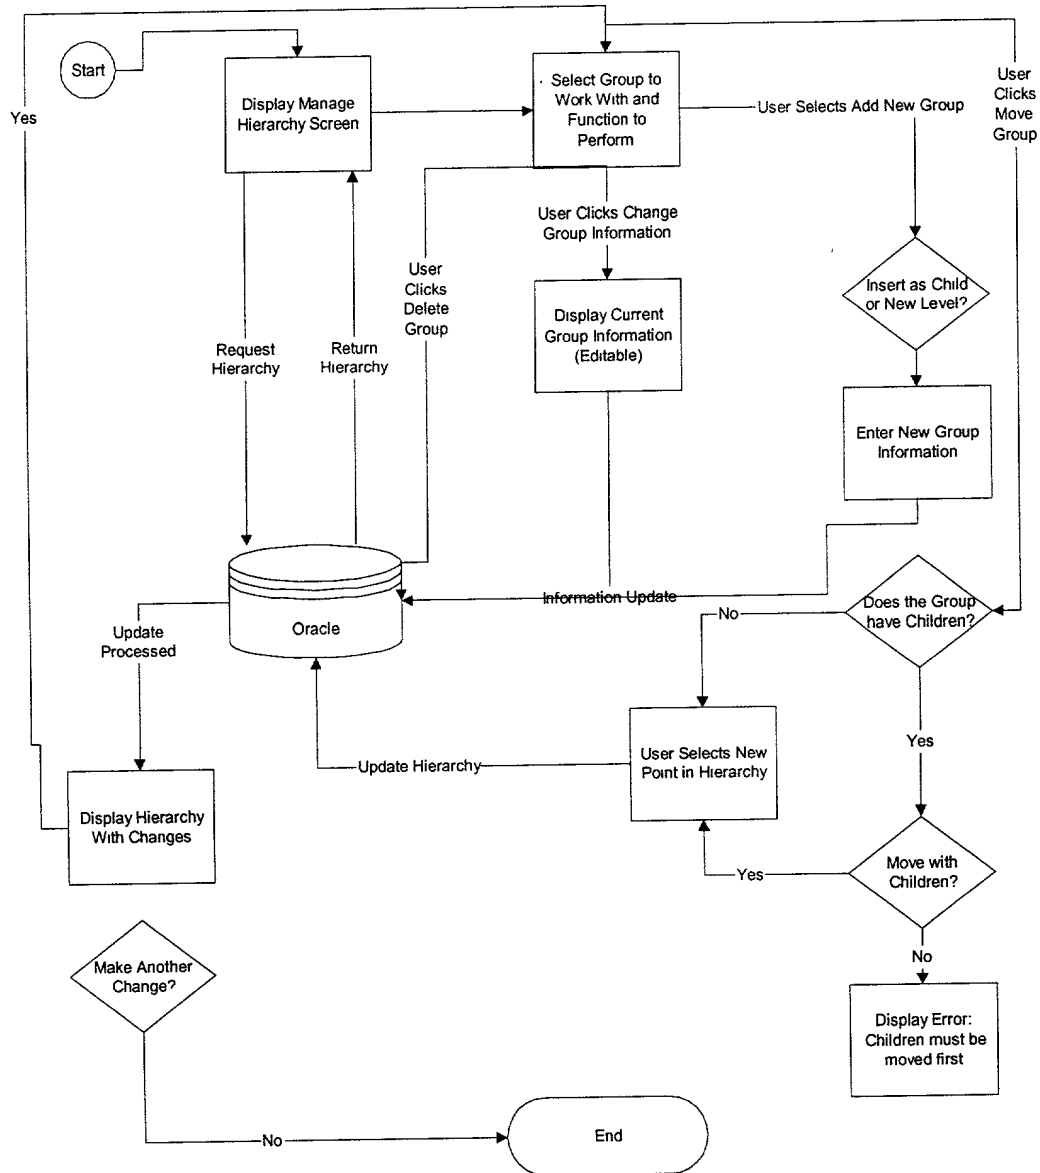 Start
Display Manage
Hierarchy Screen
Select Group to
Work With and
Function to
Perform
User Selects Add New Group
User
Clicks
Move
Group
Yes
User Clicks Change
Group Information
User
Clicks
Delete
Group
Insert as Child
or New Level?
Display Current
Group Information
(Editable)
Request
Hierarchy
Return
Hierarchy
Enter New Group
Information
Information Update
Oracle
Does the Group
have Children?
No
Update
Processed
Yes
User Selects New
Point in Hierarchy
Update Hierarchy
Display Hierarchy
With Changes
Move with
Children?
Yes
No
Make Another
Change?
Display Error:
Children must be
moved first
No
End